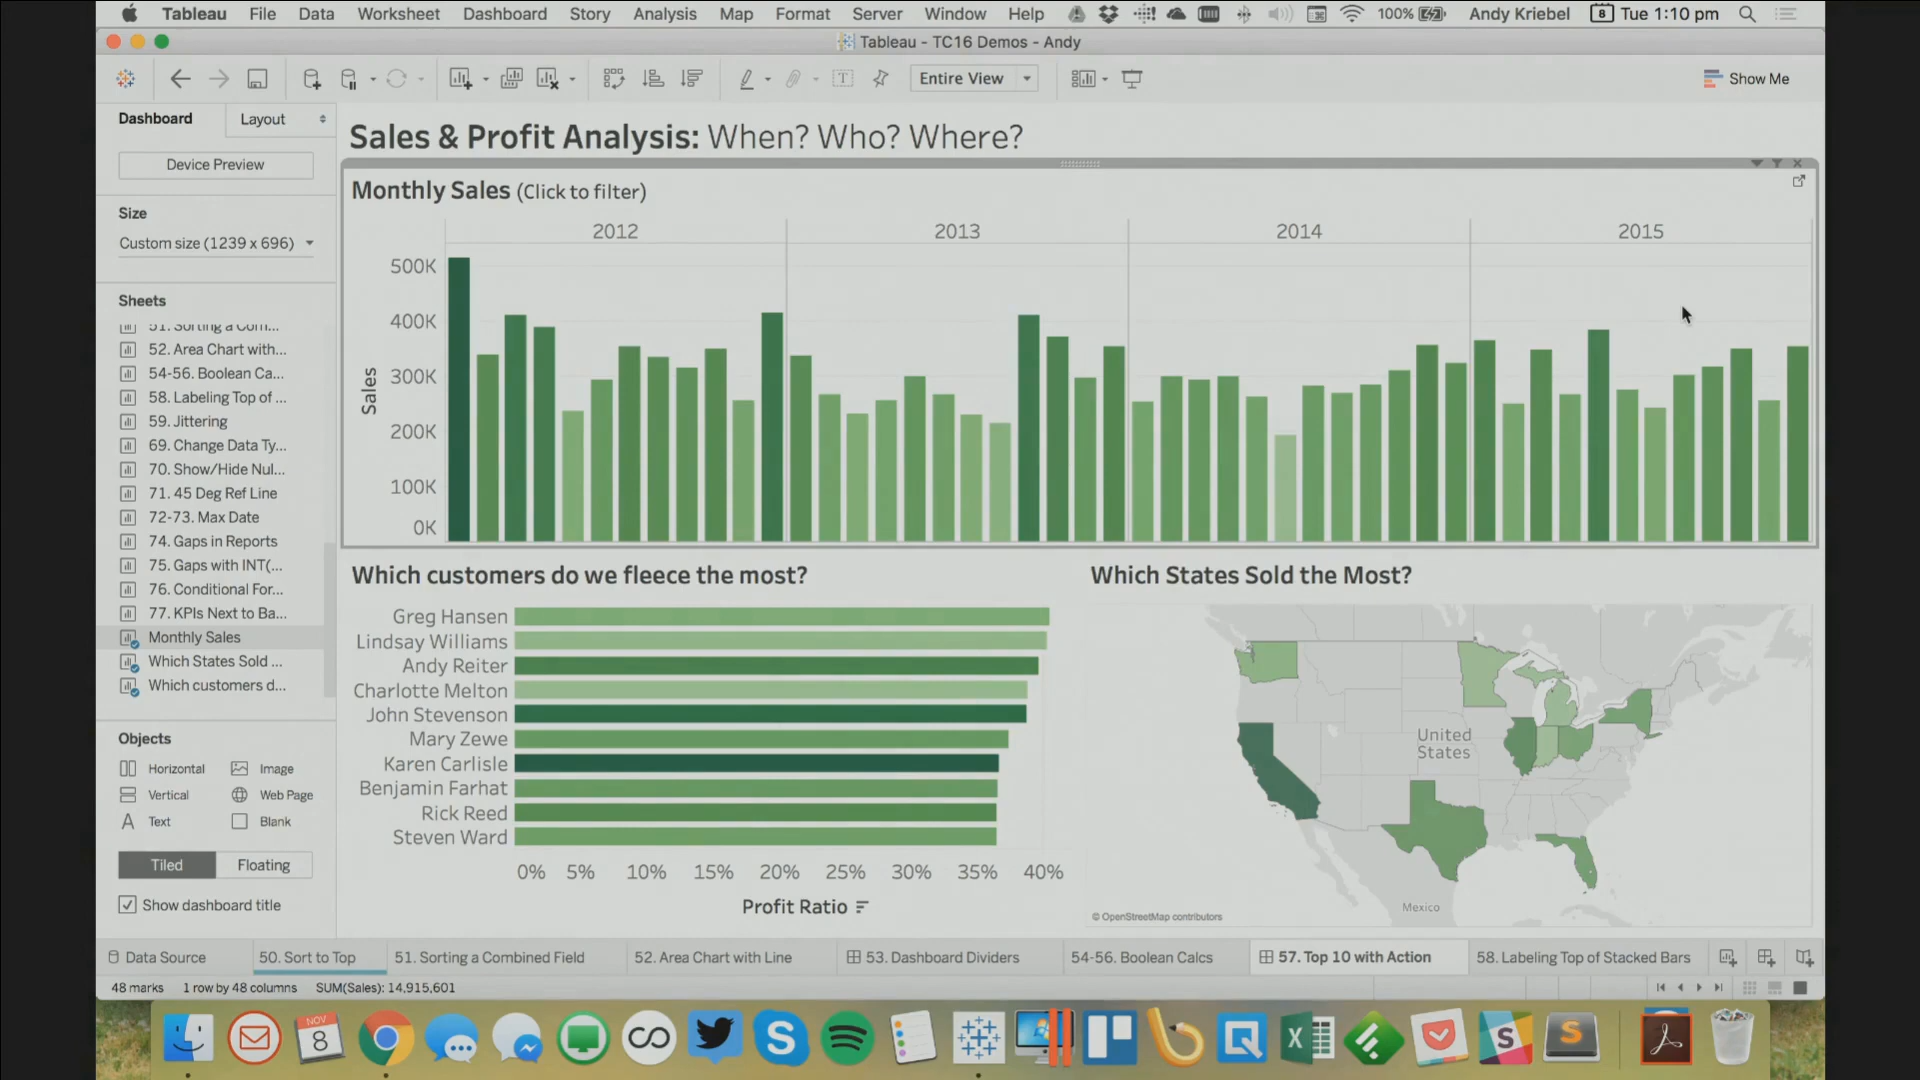 Tableau File Data Worksheet Dashboard Story Analysis Map Format Server Window Help 100% Andy Kriebel 8 Tue 1:10 pm
Tableau - TC16 Demos - Andy
Entire View Show Me
Dashboard Layout
Device Preview
Size
Custom size (1239 x 696)
Sheets
51. Sorting a Com...
52. Area Chart with...
54-56. Boolean Ca...
58. Labeling Top of ...
59. Jittering
69. Change Data Ty...
70. Show/Hide Nul...
71. 45 Deg Ref Line
72-73. Max Date
74. Gaps in Reports
75. Gaps with INT(...
76. Conditional For...
77. KPIs Next to Ba...
Monthly Sales
Which States Sold ...
Which customers d...
Objects
Horizontal Image
Vertical Web Page
A Text Blank
Tiled Floating
Show dashboard title
Sales & Profit Analysis: When? Who? Where?
Monthly Sales (Click to filter)
2012 2013 2014 2015
500K
400K
300K
200K
100K
0K
Sales
Which customers do we fleece the most?
Greg Hansen
Lindsay Williams
Andy Reiter
Charlotte Melton
John Stevenson
Mary Zewe
Karen Carlisle
Benjamin Farhat
Rick Reed
Steven Ward
0% 5% 10% 15% 20% 25% 30% 35% 40%
Profit Ratio
Which States Sold the Most?
United
States
Mexico
© OpenStreetMap contributors
Data Source 50. Sort to Top 51. Sorting a Combined Field 52. Area Chart with Line 53. Dashboard Dividers 54-56. Boolean Calcs 57. Top 10 with Action 58. Labeling Top of Stacked Bars
48 marks 1 row by 48 columns SUM(Sales): 14,915,601
NOV
8